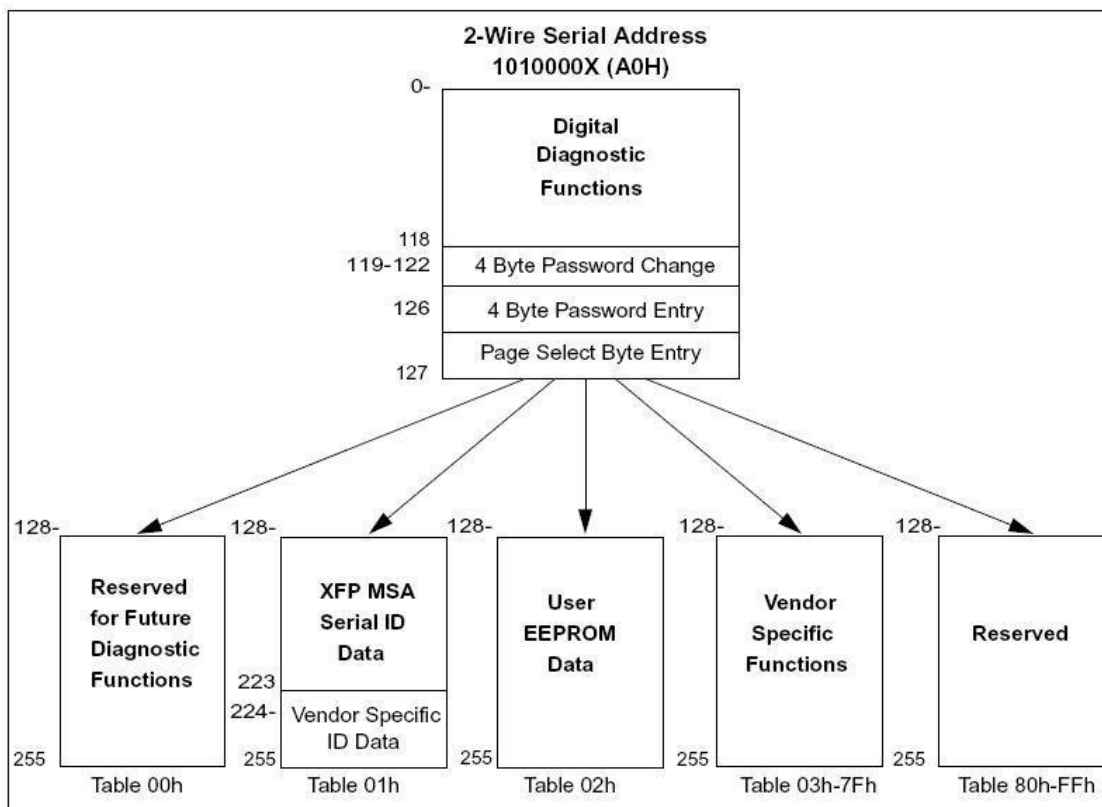 2-Wire Serial Address
1010000X (A0H)
0-
Digital
Diagnostic
Functions
118
119-122
4 Byte Password Change
126
4 Byte Password Entry
Page Select Byte Entry
127
128-
Reserved
for Future
Diagnostic
Functions
255
Table 00h
128-
XFP MSA
Serial ID
Data
223
224-
Vendor Specific
ID Data
255
Table 01h
128-
User
EEPROM
Data
255
Table 02h
128-
Vendor
Specific
Functions
255
Table 03h-7Fh
128-
Reserved
255
Table 80h-FFh